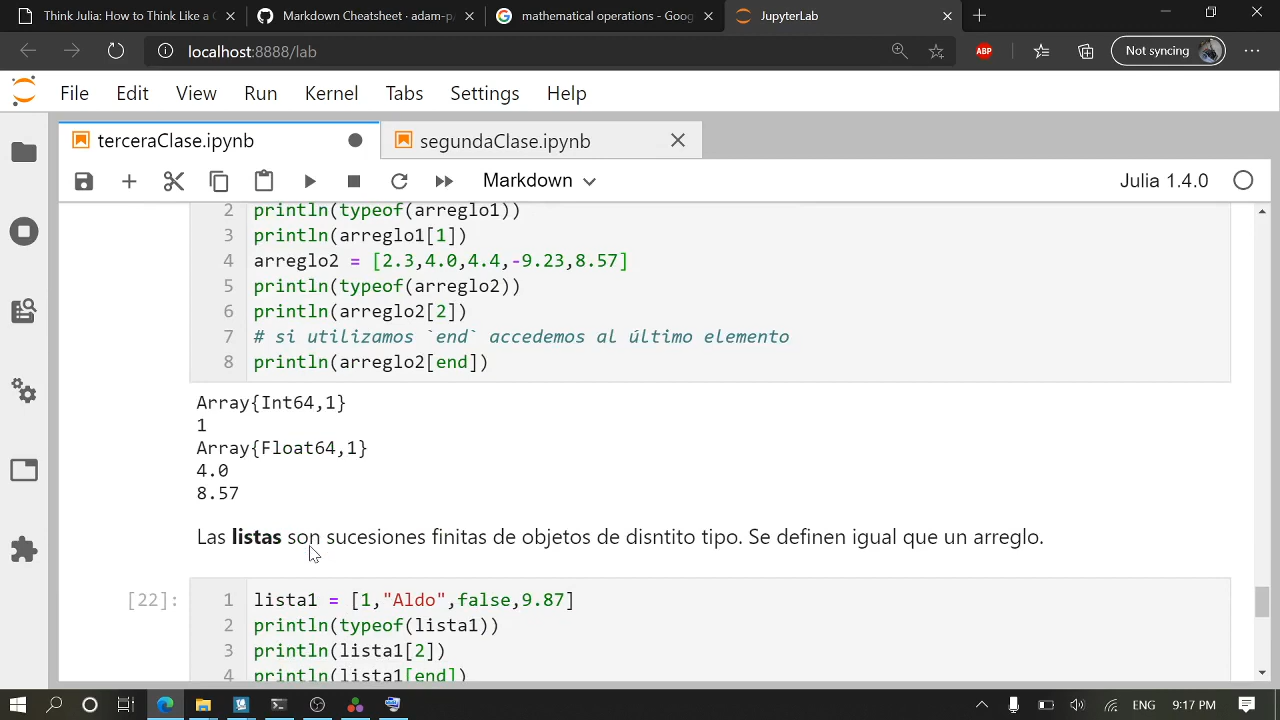 Think Julia: How to Think Like a C
Markdown Cheatsheet · adam-p/
mathematical operations - Goog
JupyterLab
localhost:8888/lab
ABP
Not syncing
File Edit View Run Kernel Tabs Settings Help
terceraClase.ipynb
segundaClase.ipynb
Markdown
Julia 1.4.0
2 println(typeof(arreglo1))
3 println(arreglo1[1])
4 arreglo2 = [2.3,4.0,4.4,-9.23,8.57]
5 println(typeof(arreglo2))
6 println(arreglo2[2])
7 # si utilizamos `end` accedemos al último elemento
8 println(arreglo2[end])
Array{Int64,1}
1
Array{Float64,1}
4.0
8.57
Las listas son sucesiones finitas de objetos de disntito tipo. Se definen igual que un arreglo.
[22]: 1 lista1 = [1,"Aldo",false,9.87]
2 println(typeof(lista1))
3 println(lista1[2])
4 println(lista1[end])
ENG 9:17 PM